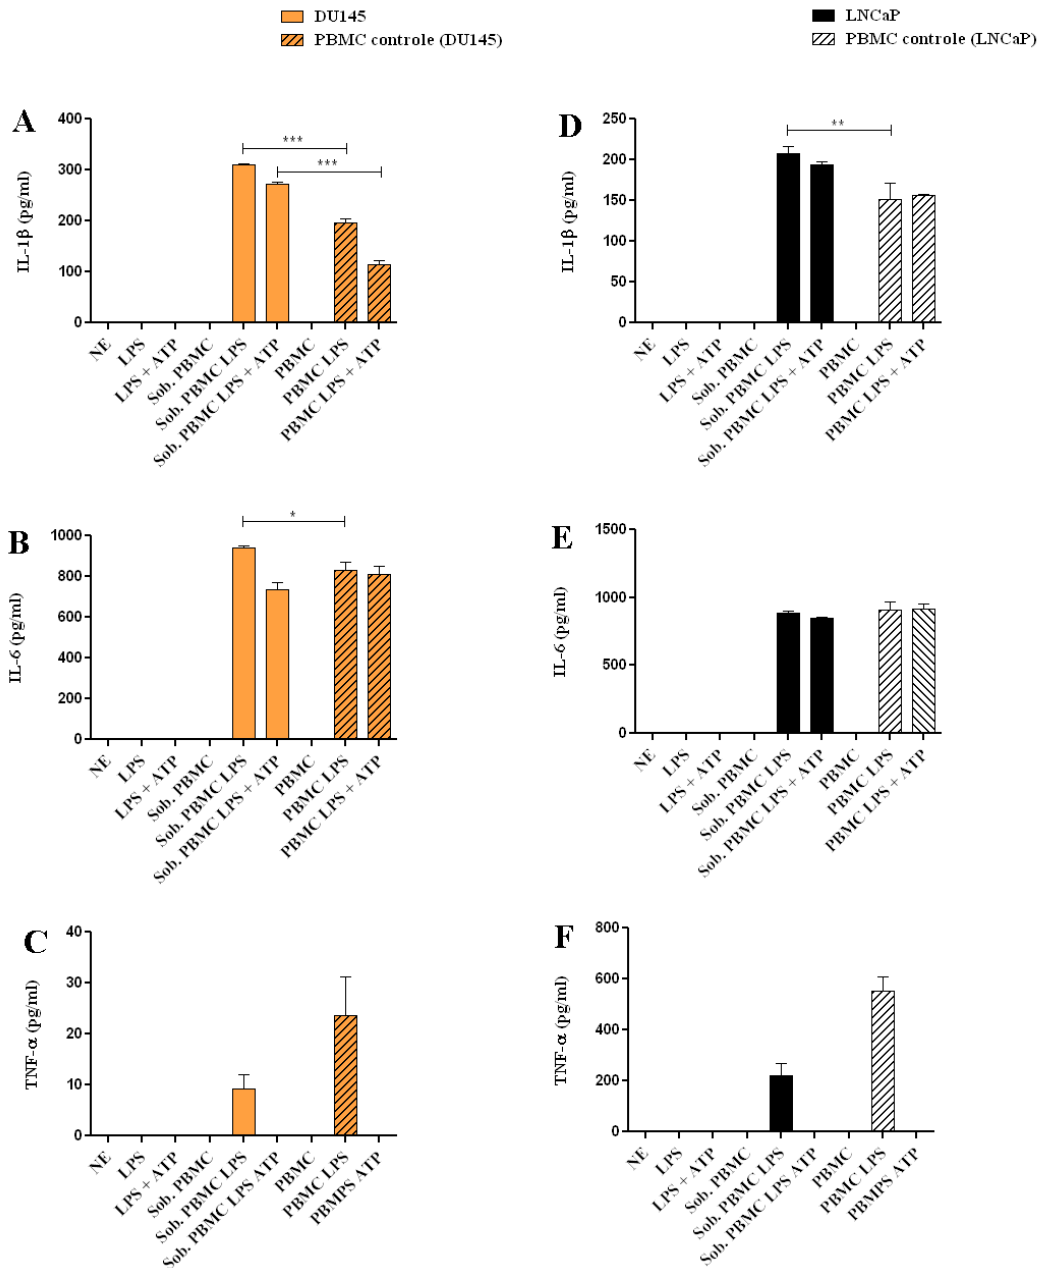 DU145
PBMC controle (DU145)
LNCaP
PBMC controle (LNCaP)
A
IL-1β (pg/ml)
400
300
200
100
0
***
***
NE
LPS
LPS + ATP
Sob. PBMC
Sob. PBMC LPS
Sob. PBMC LPS + ATP
PBMC
PBMC LPS
PBMC LPS + ATP
D
IL-1β (pg/ml)
250
200
150
100
50
0
**
NE
LPS
LPS + ATP
Sob. PBMC
Sob. PBMC LPS
Sob. PBMC LPS + ATP
PBMC
PBMC LPS
PBMC LPS + ATP
B
IL-6 (pg/ml)
1000
800
600
400
200
0
*
NE
LPS
LPS + ATP
Sob. PBMC
Sob. PBMC LPS
Sob. PBMC LPS + ATP
PBMC
PBMC LPS
PBMC LPS + ATP
E
IL-6 (pg/ml)
1500
1000
500
0
NE
LPS
LPS + ATP
Sob. PBMC
Sob. PBMC LPS
Sob. PBMC LPS + ATP
PBMC
PBMC LPS
PBMC LPS + ATP
C
TNF-α (pg/ml)
40
30
20
10
0
NE
LPS
LPS + ATP
Sob. PBMC
Sob. PBMC LPS
Sob. PBMC LPS ATP
PBMC
PBMC LPS
PBMPS ATP
F
TNF-α (pg/ml)
800
600
400
200
0
NE
LPS
LPS + ATP
Sob. PBMC
Sob. PBMC LPS
Sob. PBMC LPS ATP
PBMC
PBMC LPS
PBMPS ATP